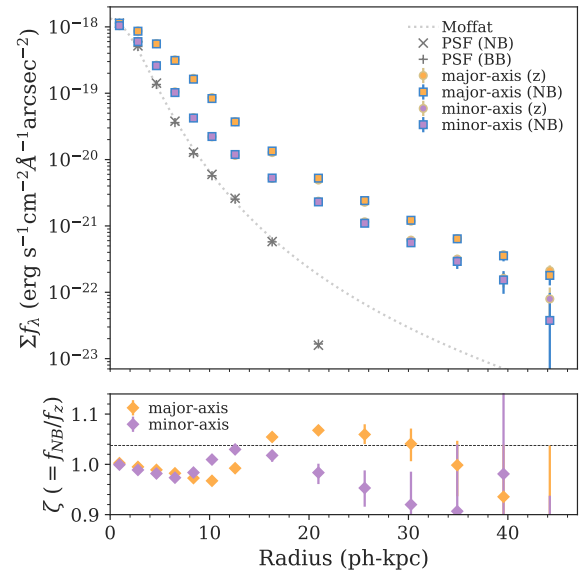 10⁻¹⁸
10⁻¹⁹
10⁻²⁰
10⁻²¹
10⁻²²
10⁻²³
Σf_λ (erg s⁻¹cm⁻²Å⁻¹arcsec⁻²)
Moffat
PSF (NB)
PSF (BB)
major-axis (z)
major-axis (NB)
minor-axis (z)
minor-axis (NB)
1.1
1.0
0.9
ζ ( = f_NB/f_z)
major-axis
minor-axis
0 10 20 30 40
Radius (ph-kpc)